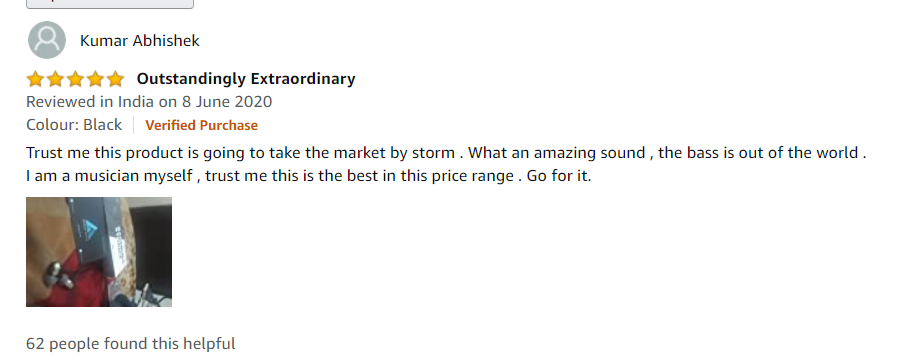 Kumar Abhishek
Outstandingly Extraordinary
Reviewed in India on 8 June 2020
Colour: Black
Verified Purchase
Trust me this product is going to take the market by storm . What an amazing sound , the bass is out of the world .
I am a musician myself , trust me this is the best in this price range . Go for it.
62 people found this helpful